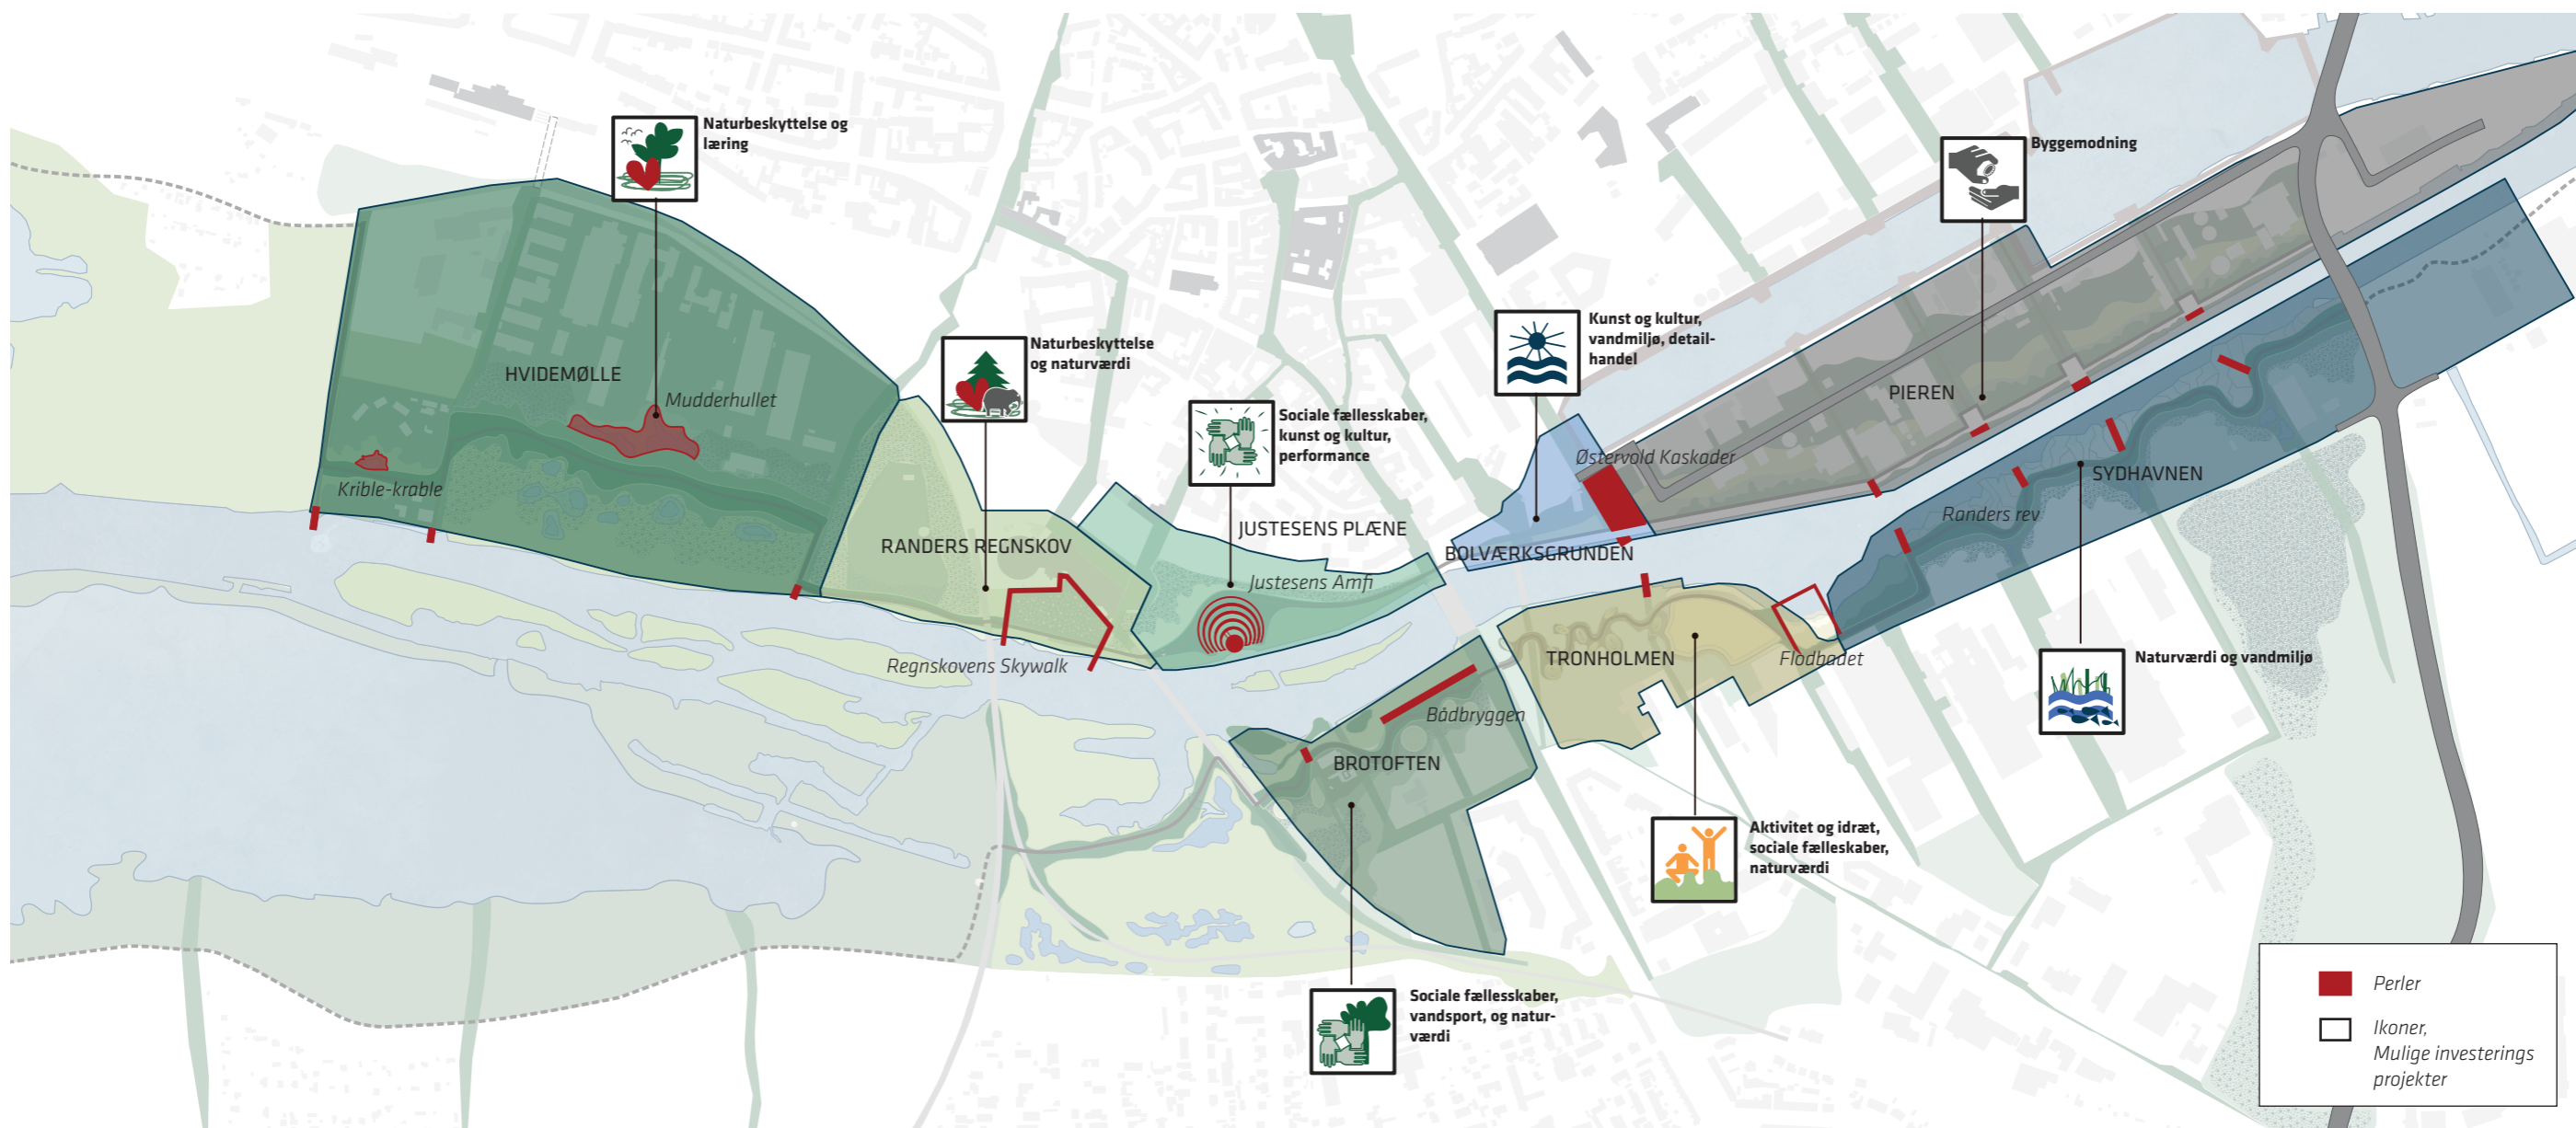 Naturbeskyttelse og
læring
HVIDEMØLLE
Mudderhullet
Krible-krable
Naturbeskyttelse
og naturværdi
RANDERS REGNSKOV
Regnskovens Skywalk
Sociale fællesskaber,
kunst og kultur,
performance
JUSTESENS PLÆNE
Justesens Amfi
Kunst og kultur,
vandmiljø, detail-
handel
Østervold Kaskader
BOLVÆRKSGRUNDEN
Byggemodning
PIEREN
SYDHAVNEN
Randers rev
Naturværdi og vandmiljø
TRONHOLMEN
Flodbadet
Bådbryggen
BROTOFTEN
Aktivitet og idræt,
sociale fælleskaber,
naturværdi
Sociale fællesskaber,
vandsport, og natur-
værdi
Perler
Ikoner,
Mulige investerings
projekter